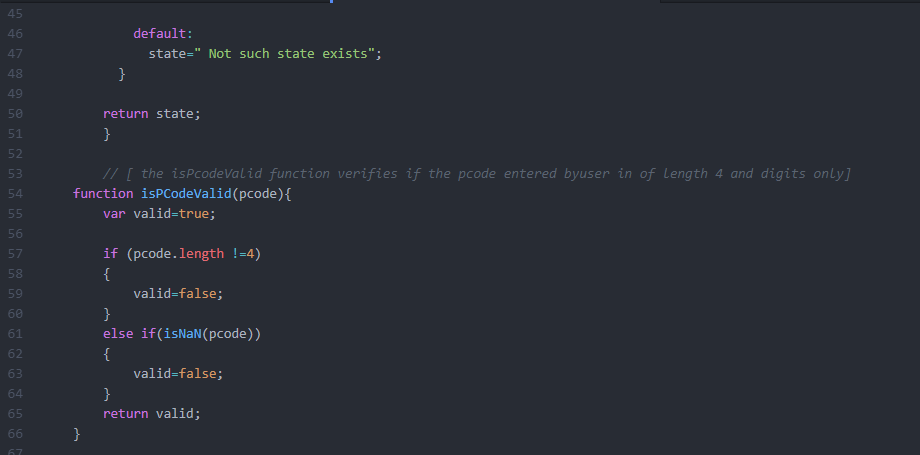 45
46 default:
47 state=" Not such state exists";
48 }
49
50 return state;
51 }
52
53 // [ the isPcodeValid function verifies if the pcode entered byuser in of length 4 and digits only]
54 function isPCodeValid(pcode){
55 var valid=true;
56
57 if (pcode.length !=4)
58 {
59 valid=false;
60 }
61 else if(isNaN(pcode))
62 {
63 valid=false;
64 }
65 return valid;
66 }
67